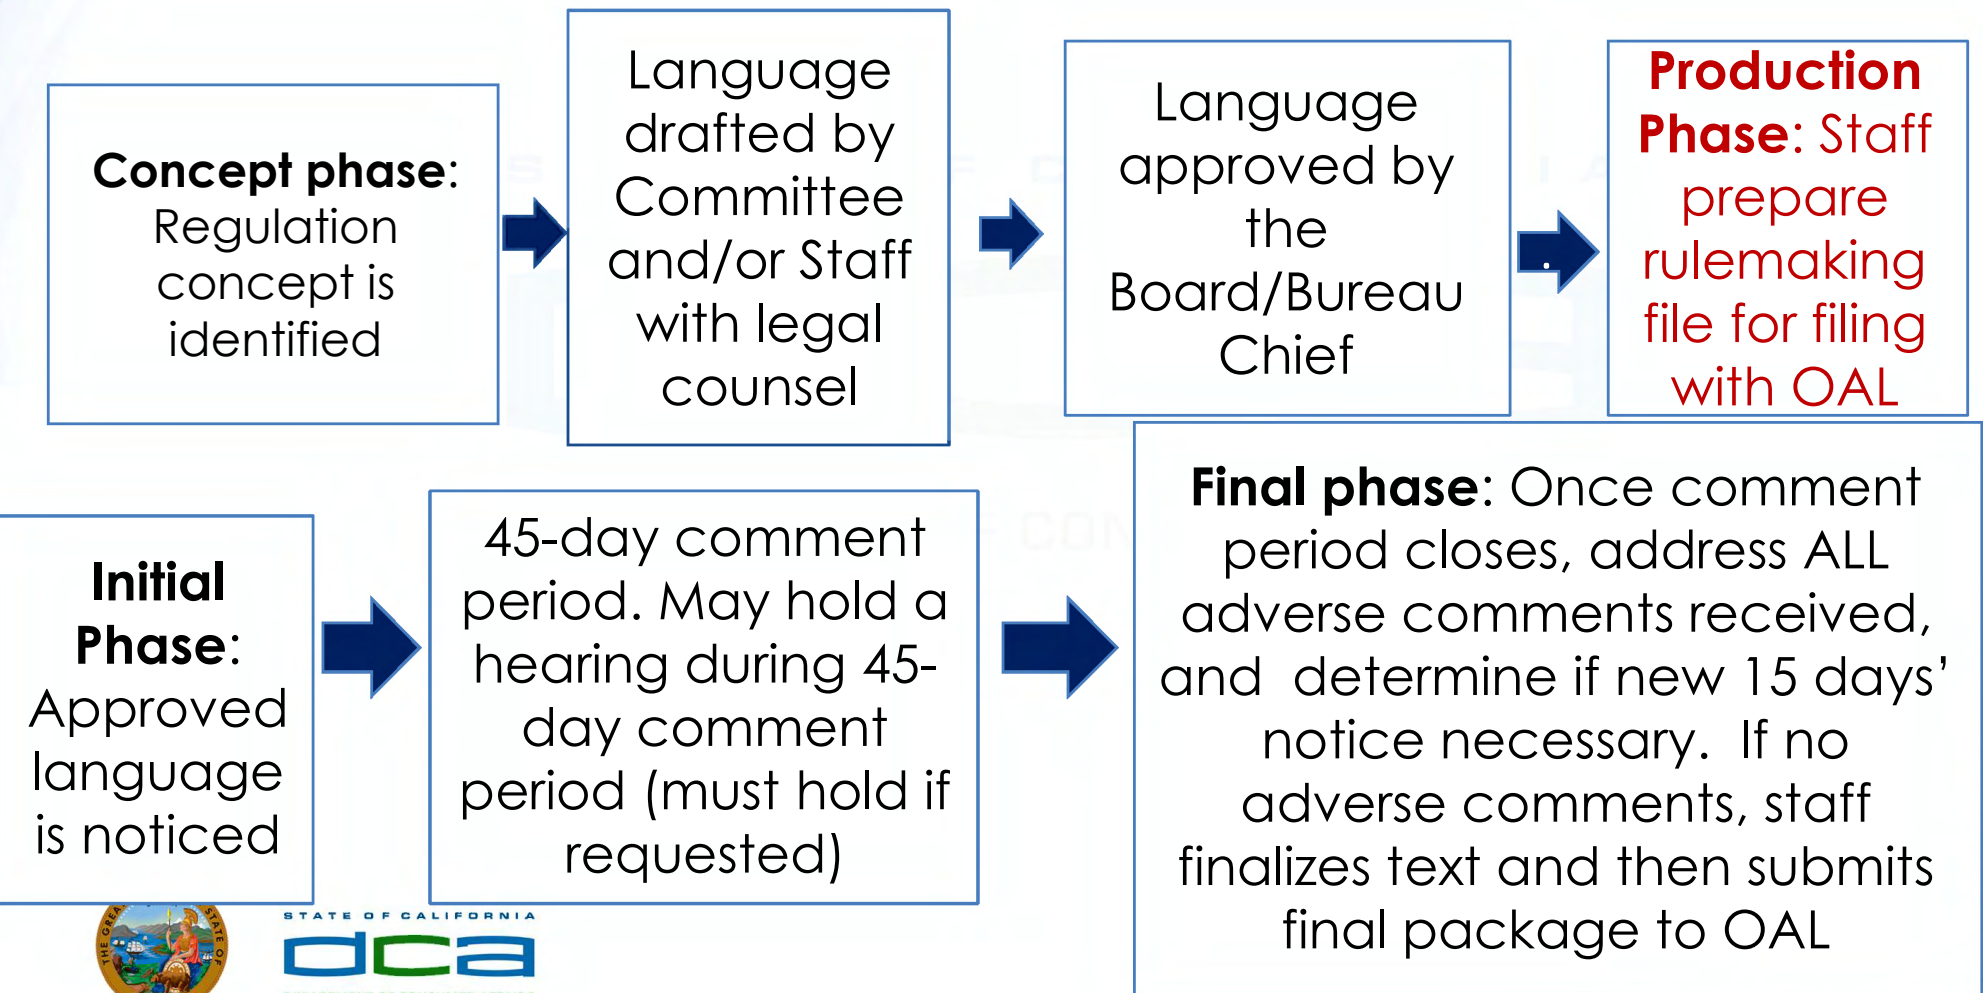 Concept phase:
Regulation
concept is
identified
Language
drafted by
Committee
and/or Staff
with legal
counsel
Language
approved by
the
Board/Bureau
Chief
.
Production
Phase: Staff
prepare
rulemaking
file for filing
with OAL
Initial
Phase:
Approved
language
is noticed
45-day comment
period. May hold a
hearing during 45-
day comment
period (must hold if
requested)
Final phase: Once comment
period closes, address ALL
adverse comments received,
and  determine if new 15 days’
notice necessary.  If no
adverse comments, staff
finalizes text and then submits
final package to OAL
STATE OF CALIFORNIA
dca